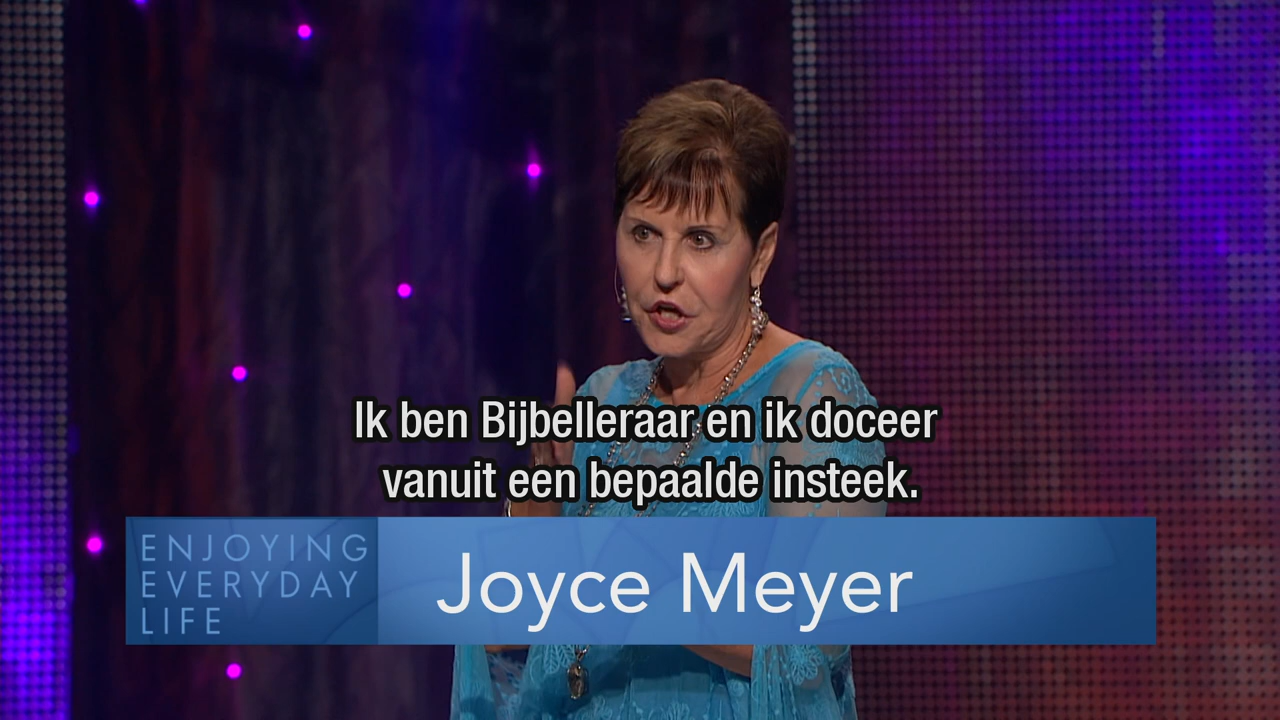 Ik ben Bijbelleraar en ik doceer
vanuit een bepaalde insteek.
ENJOYING
EVERYDAY
LIFE
Joyce Meyer